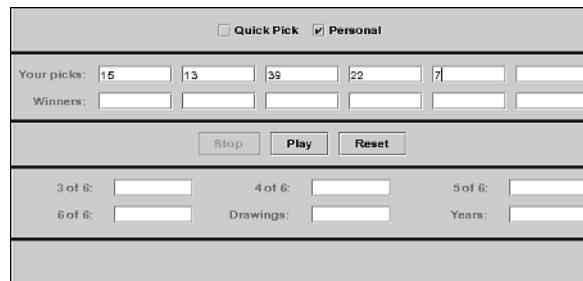 Quick Pick Personal
Your picks: 15 13 39 22 7
Winners:
Stop Play Reset
3 of 6: 4 of 6: 5 of 6:
6 of 6: Drawings: Years: